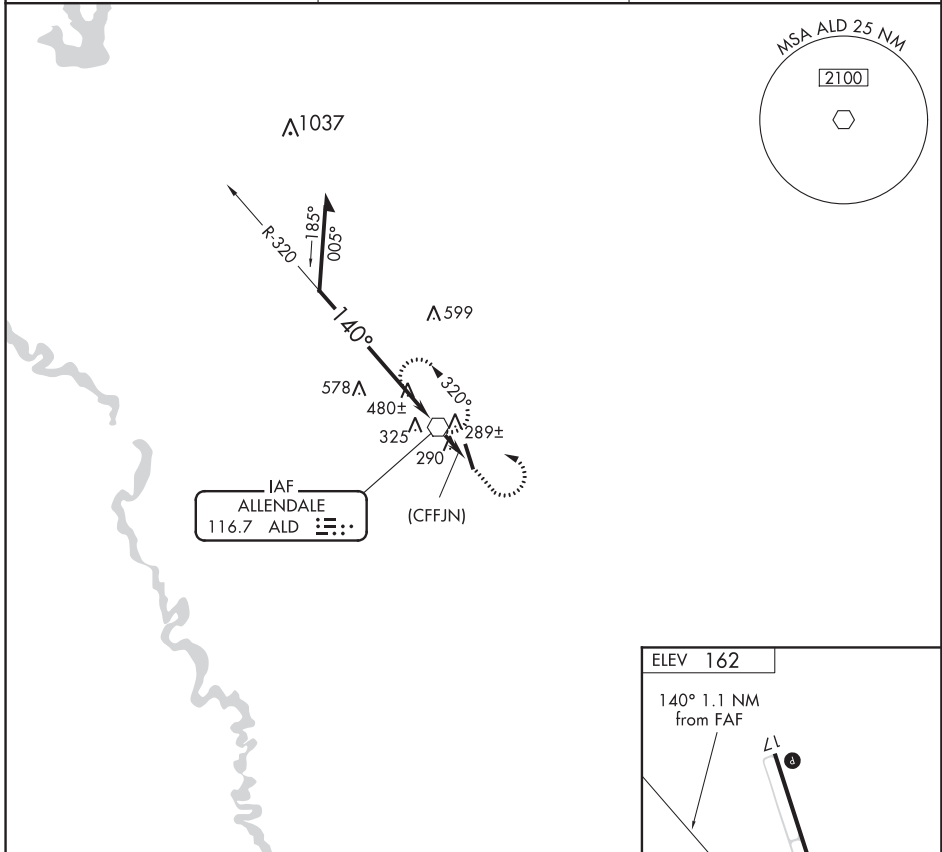 MSA ALD 25 NM
2100
1037
R-320
185°
005°
140°
599
578
480±
320°
325
289±
290
IAF
ALLENDALE
116.7 ALD
(CFFJN)
ELEV 162
140° 1.1 NM
from FAF
17
P